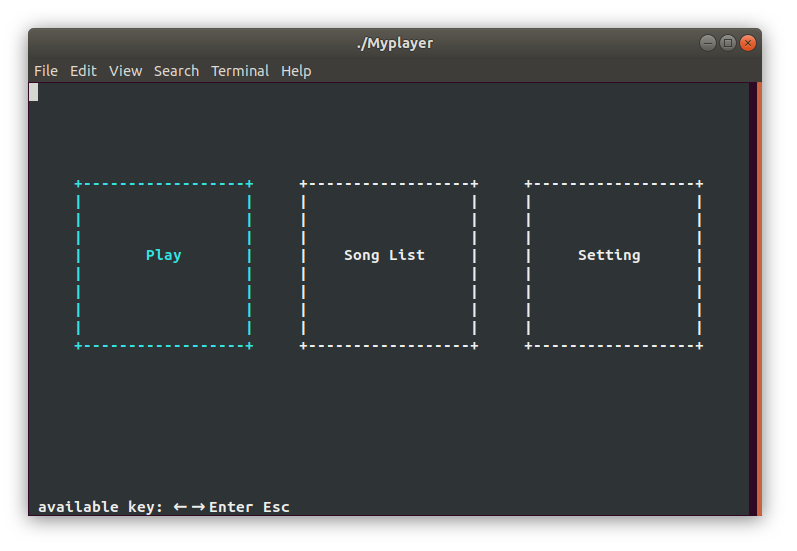 ./Myplayer
File Edit View Search Terminal Help
Play Song List Setting
available key: ←→Enter Esc